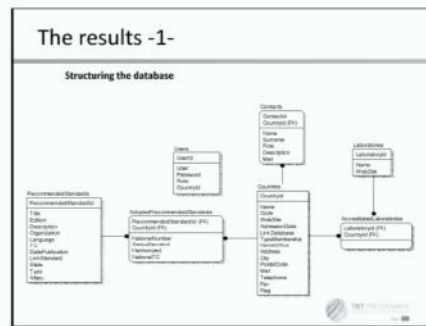 The results -1-
Structuring the database
Contacts
ContactId
CountryId (FK)
Name
Surname
Role
Description
Mail
Users
UserId
User
Password
Role
CountryId
Laboratories
LaboratoryId
Name
WebSite
RecommendedStandards
RecommendedStandardId
Title
Edition
Description
Organization
Language
DatePublication
LinkStandard
State
Type
AdoptedRecommendedStandards
RecommendedStandardId (FK)
CountryId (FK)
NationalNumber
NationalStandard
Harmonized
NationalTC
Countries
CountryId
Name
Code
WebSite
AdmissionDate
LinkDatabase
TypeMembership
Address
City
PostalCode
Mail
Telephone
Fax
Flag
AccreditatedLaboratories
LaboratoryId (FK)
CountryId (FK)